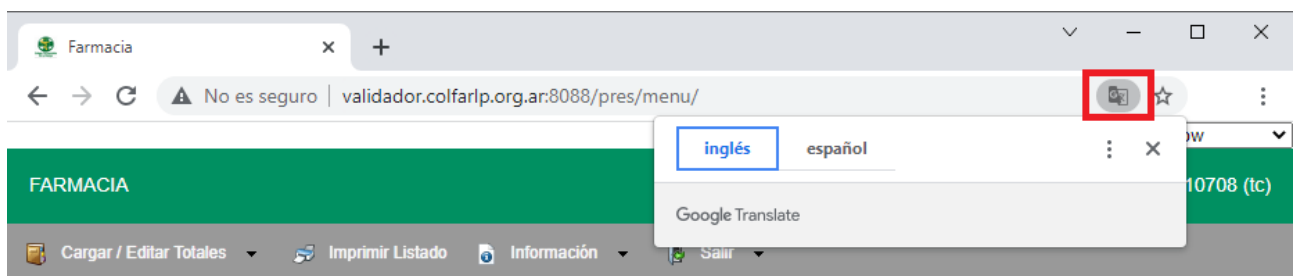 Farmacia
No es seguro | validador.colfarlp.org.ar:8088/pres/menu/
inglés español
Google Translate
FARMACIA
10708 (tc)
Cargar / Editar Totales Imprimir Listado Información Salir